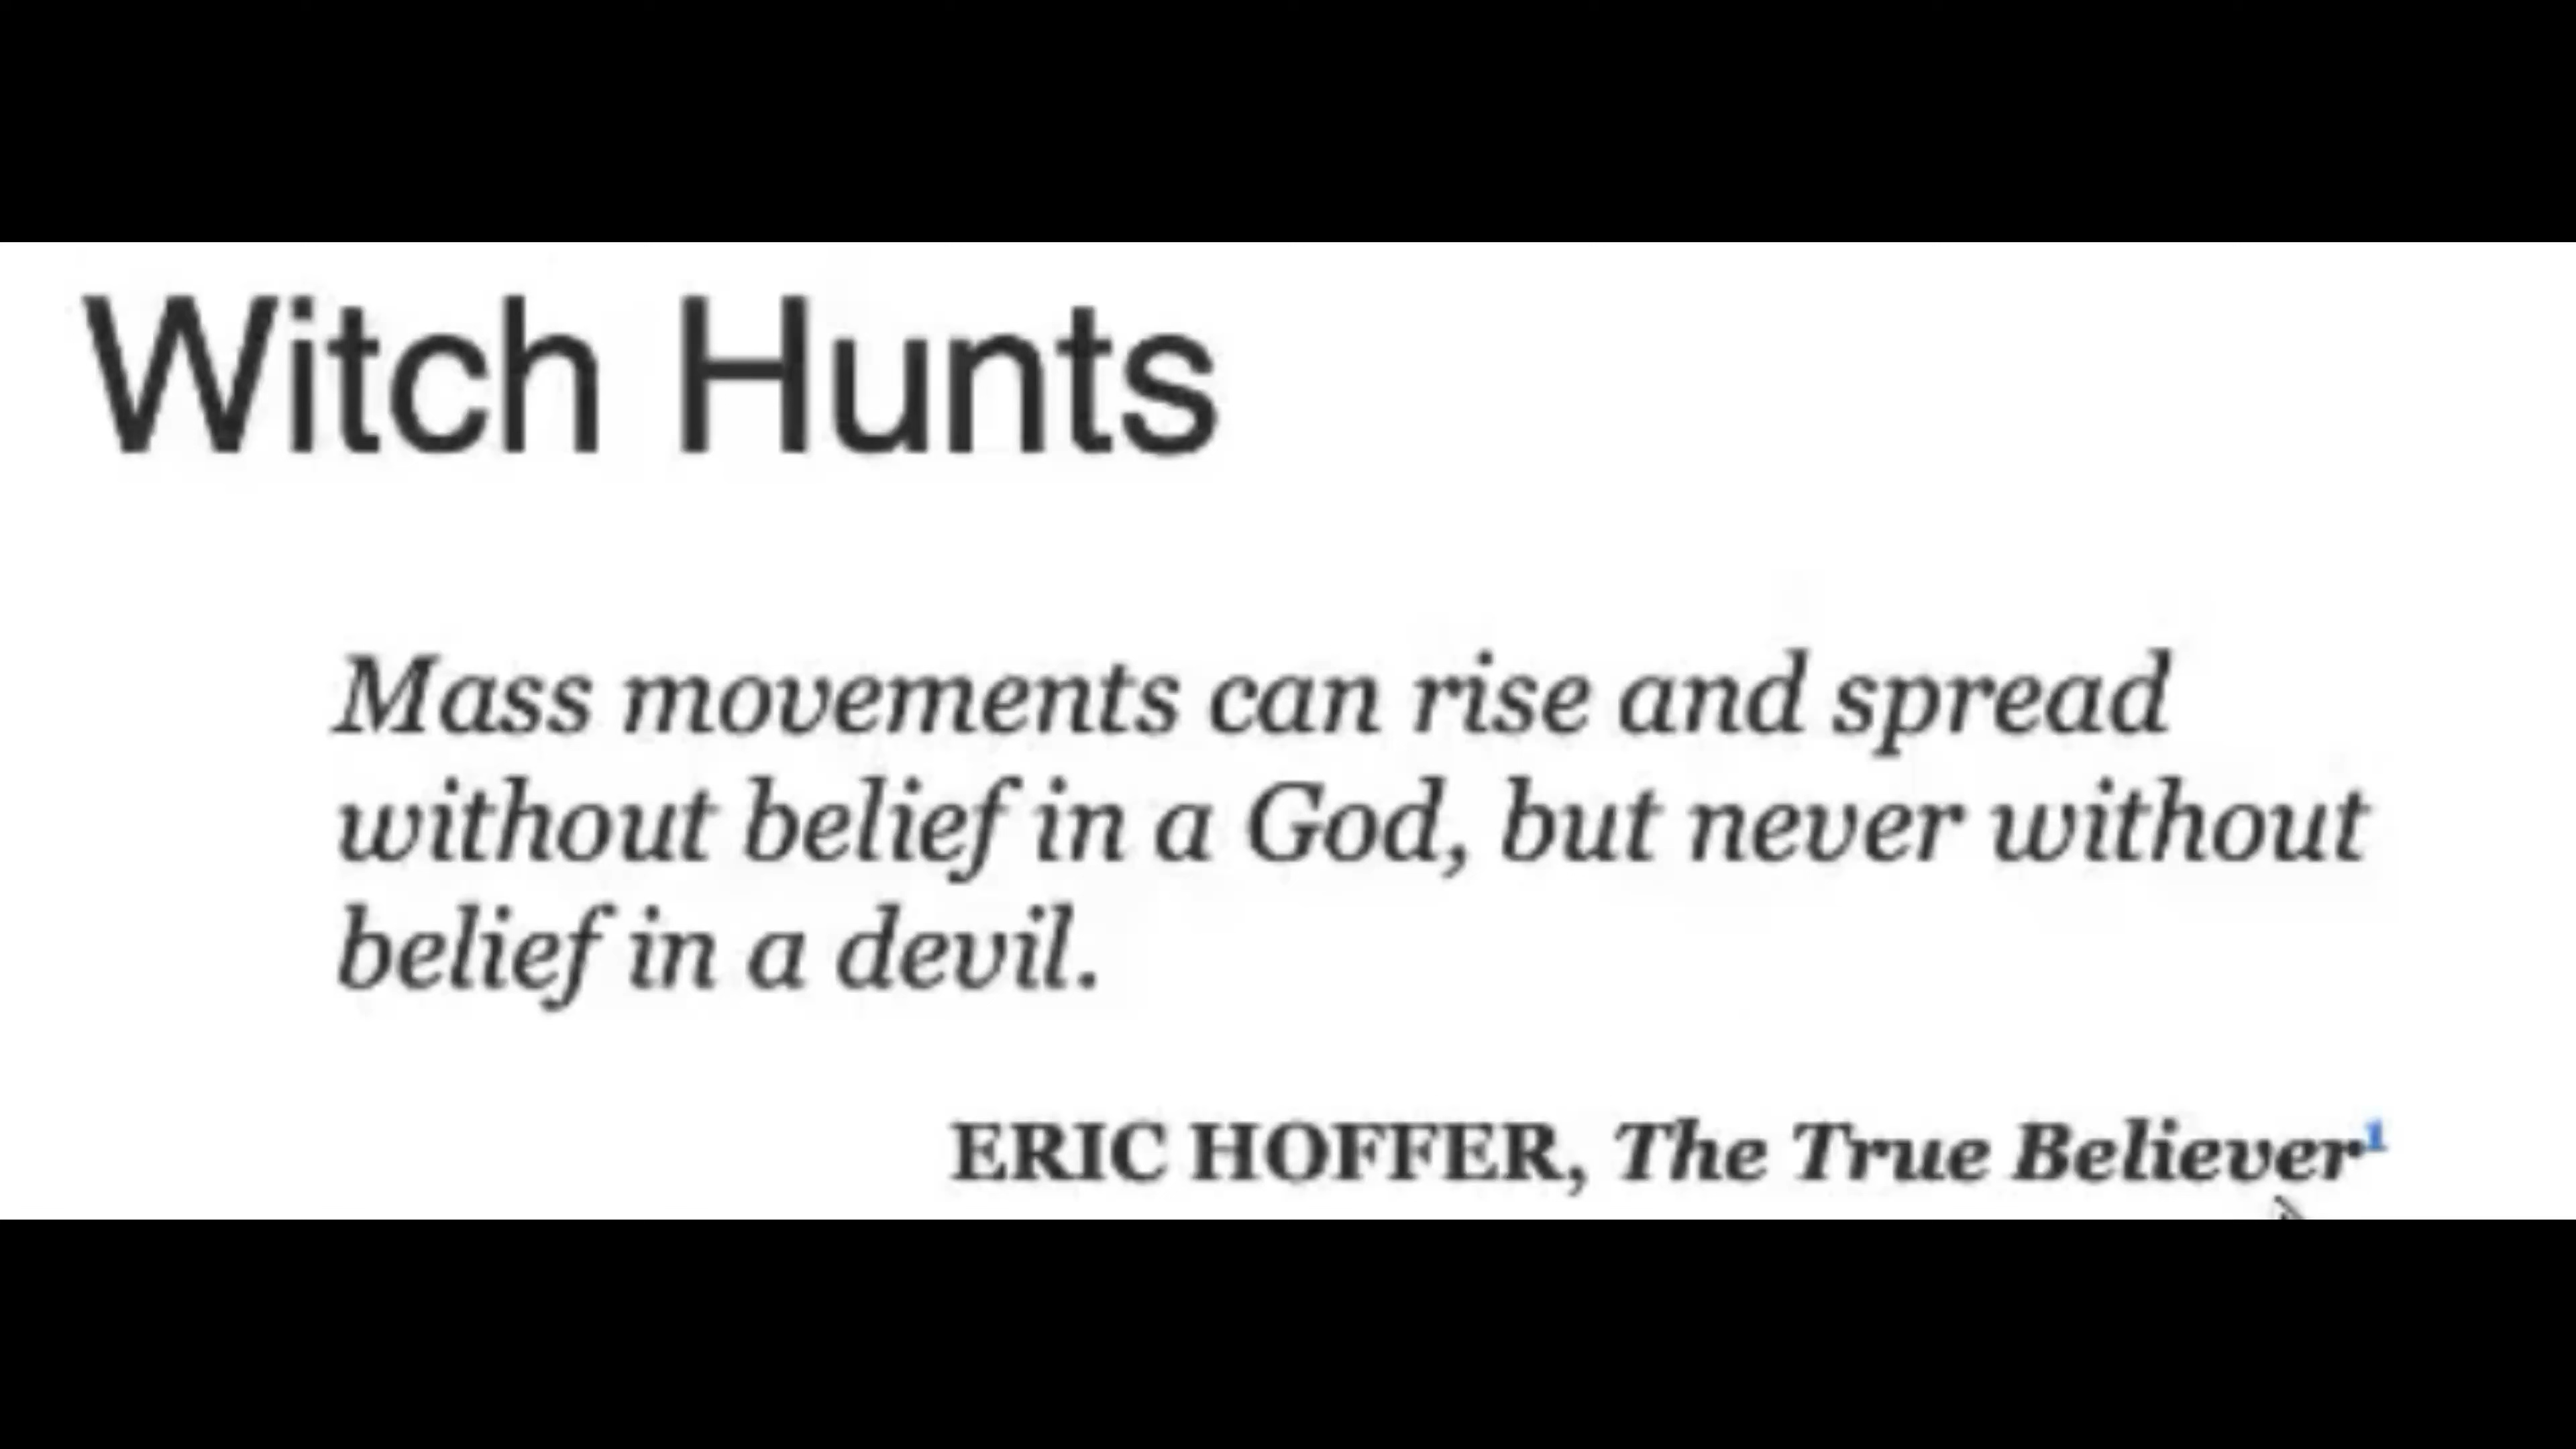 Witch Hunts
Mass movements can rise and spread
without belief in a God, but never without
belief in a devil.
ERIC HOFFER, The True Believer¹